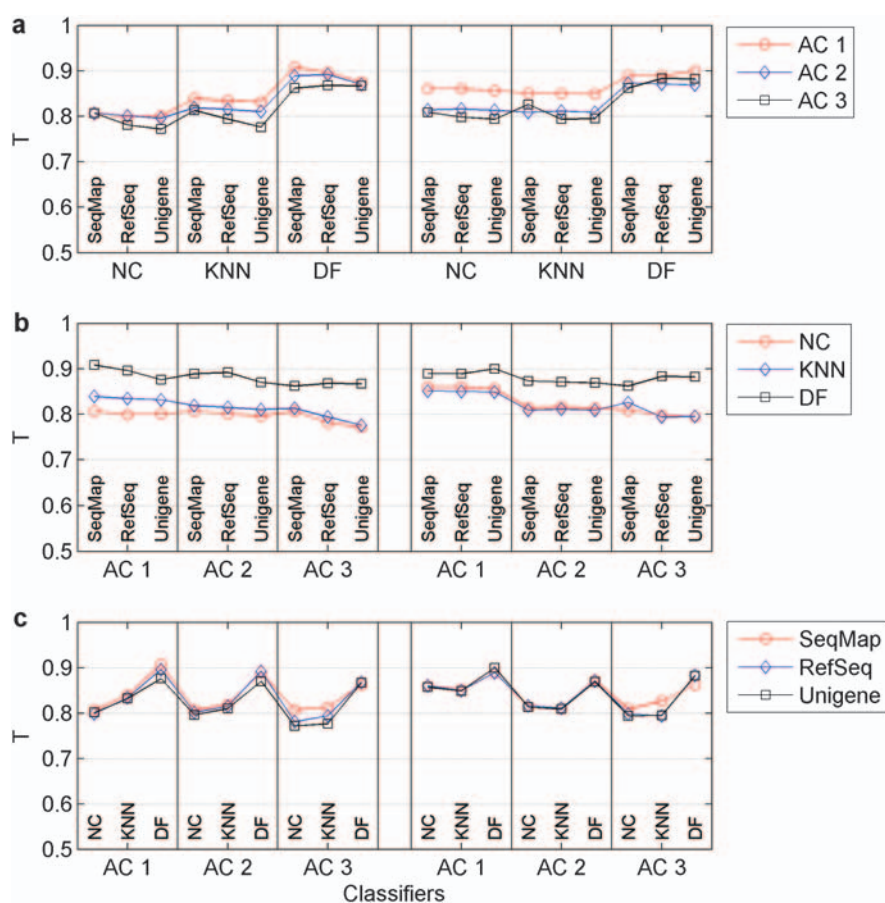 a
1
0.9
0.8
0.7
0.6
0.5
T
SeqMap RefSeq Unigene SeqMap RefSeq Unigene SeqMap RefSeq Unigene SeqMap RefSeq Unigene SeqMap RefSeq Unigene SeqMap RefSeq Unigene
NC KNN DF NC KNN DF
AC 1
AC 2
AC 3
b
1
0.9
0.8
0.7
0.6
0.5
T
SeqMap RefSeq Unigene SeqMap RefSeq Unigene SeqMap RefSeq Unigene SeqMap RefSeq Unigene SeqMap RefSeq Unigene SeqMap RefSeq Unigene
AC 1 AC 2 AC 3 AC 1 AC 2 AC 3
NC
KNN
DF
c
1
0.9
0.8
0.7
0.6
0.5
T
NC KNN DF NC KNN DF NC KNN DF NC KNN DF NC KNN DF NC KNN DF
AC 1 AC 2 AC 3 AC 1 AC 2 AC 3
Classifiers
SeqMap
RefSeq
Unigene